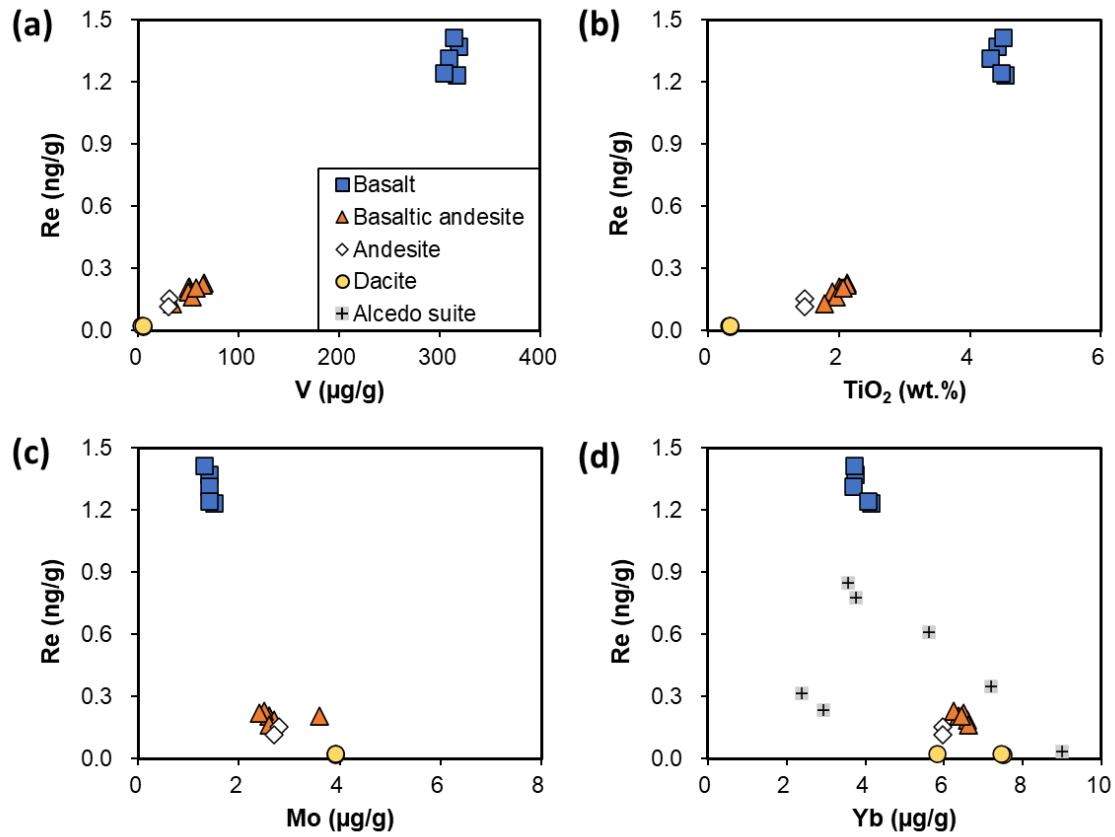 (a)
1.5
1.2
0.9
0.6
0.3
0.0
Re (ng/g)
Basalt
Basaltic andesite
Andesite
Dacite
Alcedo suite
0 100 200 300 400
V (µg/g)
(b)
1.5
1.2
0.9
0.6
0.3
0.0
Re (ng/g)
0 2 4 6
TiO₂ (wt.%)
(c)
1.5
1.2
0.9
0.6
0.3
0.0
Re (ng/g)
0 2 4 6 8
Mo (µg/g)
(d)
1.5
1.2
0.9
0.6
0.3
0.0
Re (ng/g)
0 2 4 6 8 10
Yb (µg/g)